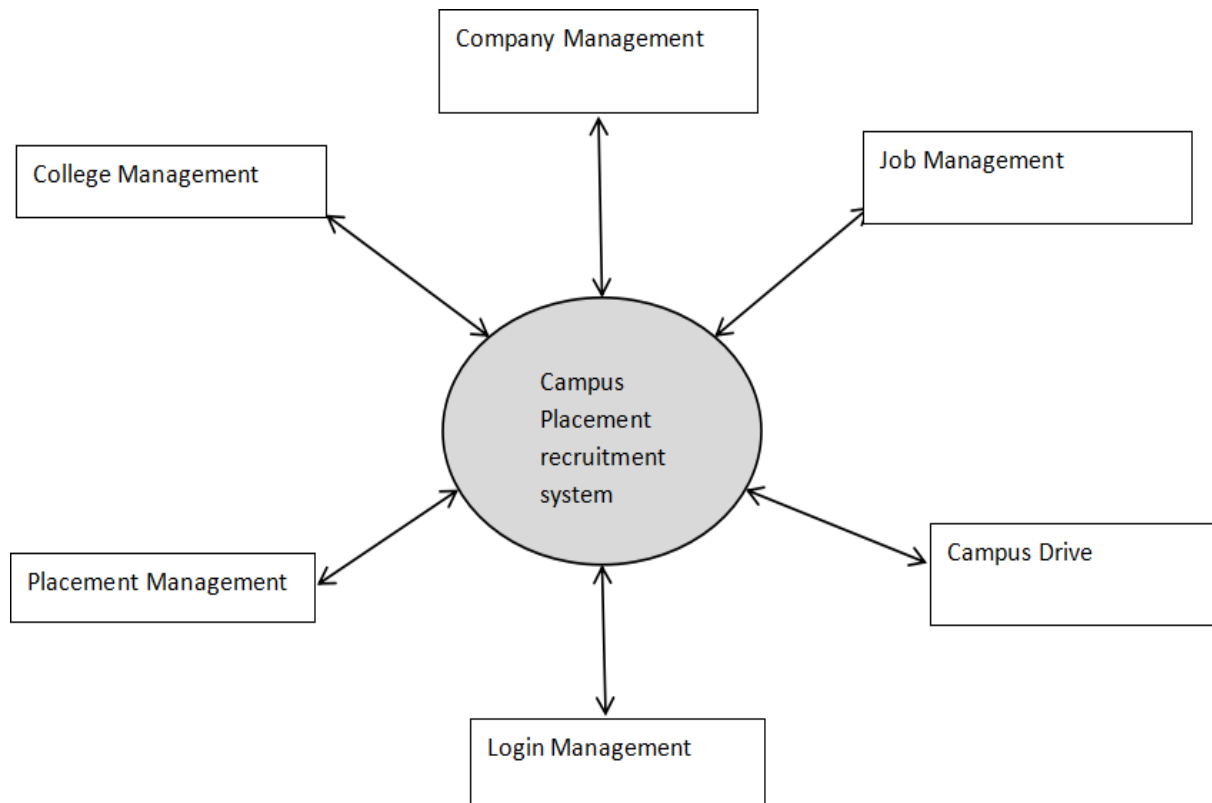 Company Management
College Management
Job Management
Campus
Placement
recruitment
system
Placement Management
Campus Drive
Login Management